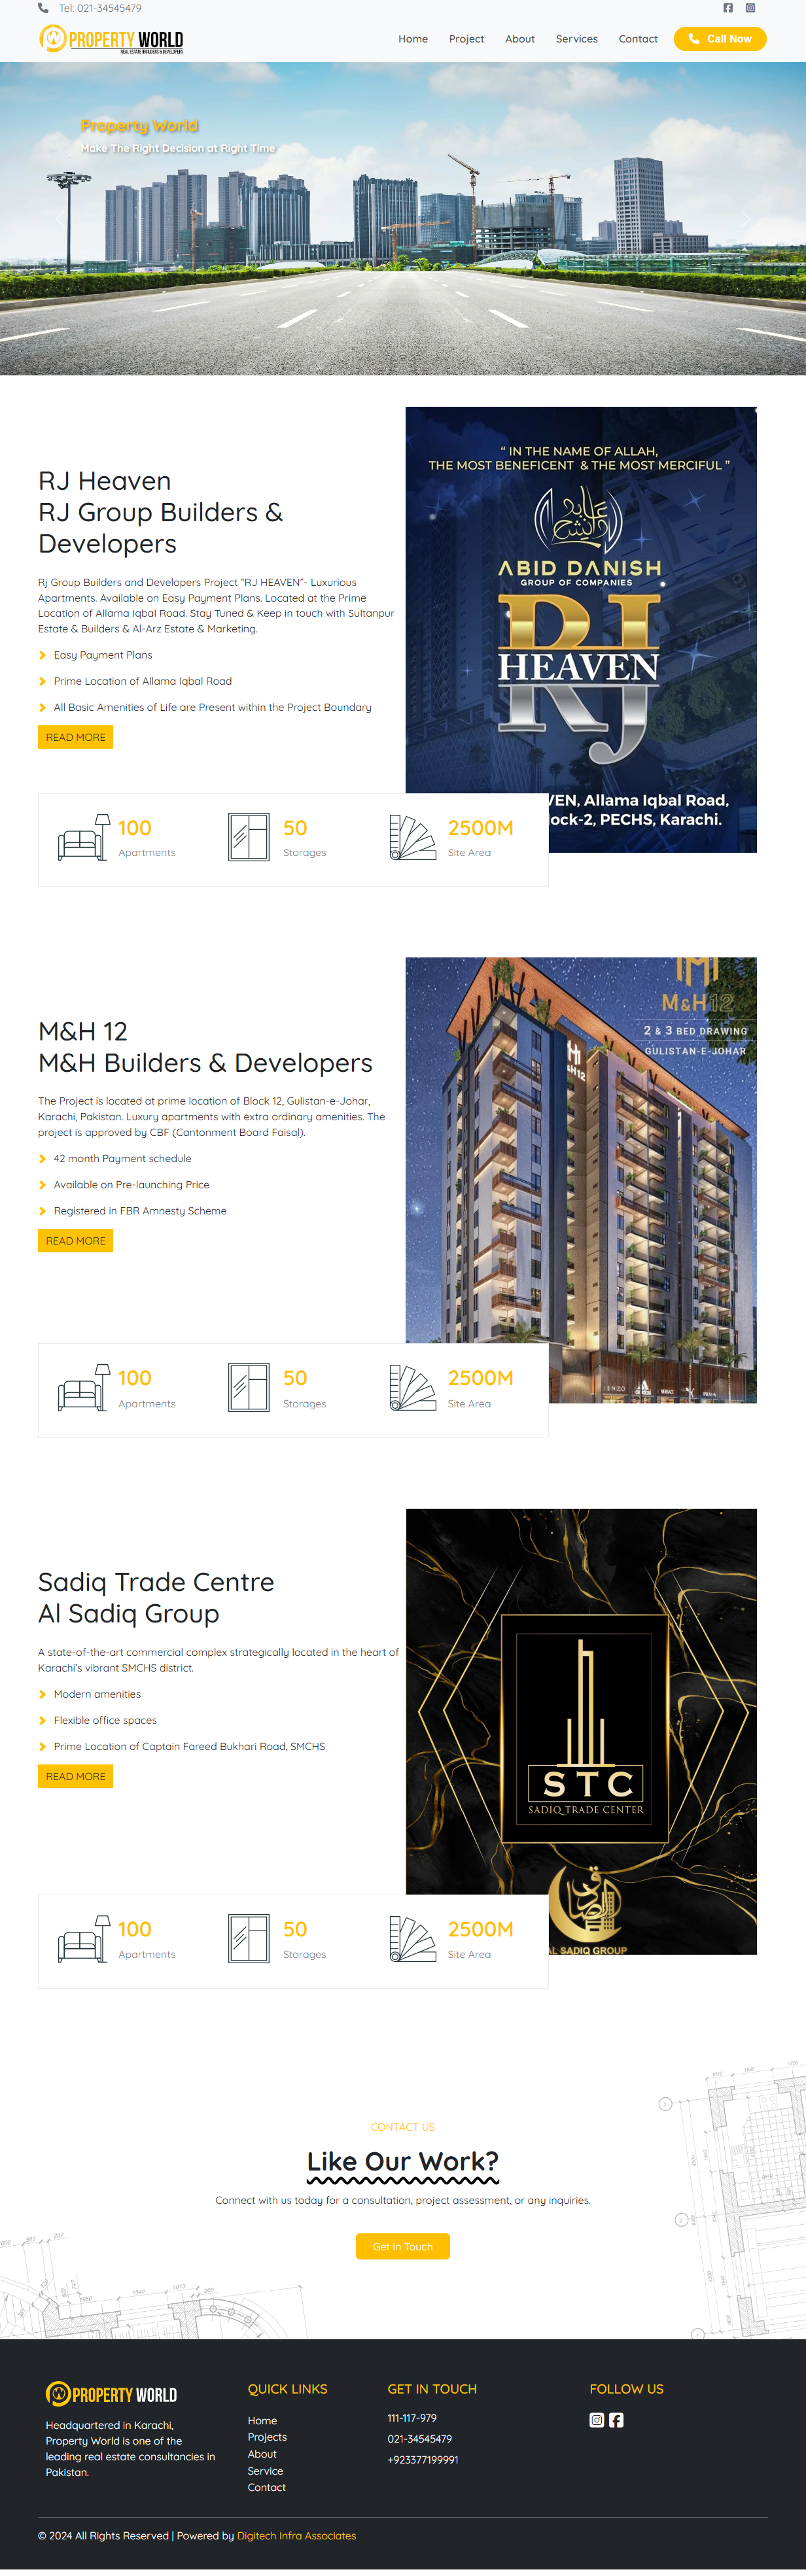 Tel: 021-34545479
PROPERTY WORLD
REAL ESTATE BUILDERS & DEVELOPERS
Home Project About Services Contact Call Now
Property World
Make The Right Decision at Right Time
“ IN THE NAME OF ALLAH,
THE MOST BENEFICENT & THE MOST MERCIFUL ”
ABID DANISH
GROUP OF COMPANIES
RJ
HEAVEN
VEN, Allama Iqbal Road,
lock-2, PECHS, Karachi.
RJ Heaven
RJ Group Builders &
Developers
Rj Group Builders and Developers Project “RJ HEAVEN”- Luxurious
Apartments. Available on Easy Payment Plans. Located at the Prime
Location of Allama Iqbal Road. Stay Tuned & Keep in touch with Sultanpur
Estate & Builders & Al-Arz Estate & Marketing.
Easy Payment Plans
Prime Location of Allama Iqbal Road
All Basic Amenities of Life are Present within the Project Boundary
READ MORE
100 50 2500M
Apartments Storages SIte Area
M&H12
2 & 3 BED DRAWING
GULISTAN-E-JOHAR
M&H 12
M&H Builders & Developers
The Project is located at prime location of Block 12, Gulistan-e-Johar,
Karachi, Pakistan. Luxury apartments with extra ordinary amenities. The
project is approved by CBF (Cantonment Board Faisal).
42 month Payment schedule
Available on Pre-launching Price
Registered in FBR Amnesty Scheme
READ MORE
100 50 2500M
Apartments Storages Site Area
Sadiq Trade Centre
Al Sadiq Group
A state-of-the-art commercial complex strategically located in the heart of
Karachi’s vibrant SMCHS district.
Modern amenities
Flexible office spaces
Prime Location of Captain Fareed Bukhari Road, SMCHS
READ MORE
STC
SADIQ TRADE CENTER
AL SADIQ GROUP
100 50 2500M
Apartments Storages Site Area
CONTACT US
Like Our Work?
Connect with us today for a consultation, project assessment, or any inquiries.
Get In Touch
PROPERTY WORLD
Headquartered in Karachi,
Property World is one of the
leading real estate consultancies in
Pakistan.
QUICK LINKS
Home
Projects
About
Service
Contact
GET IN TOUCH
111-117-979
021-34545479
+923377199991
FOLLOW US
© 2024 All Rights Reserved | Powered by Digitech Infra Associates